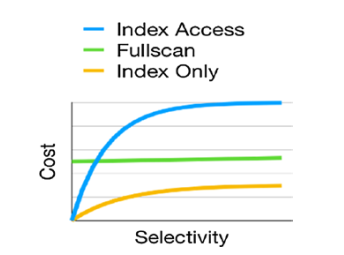 Index Access
Fullscan
Index Only
Cost
Selectivity